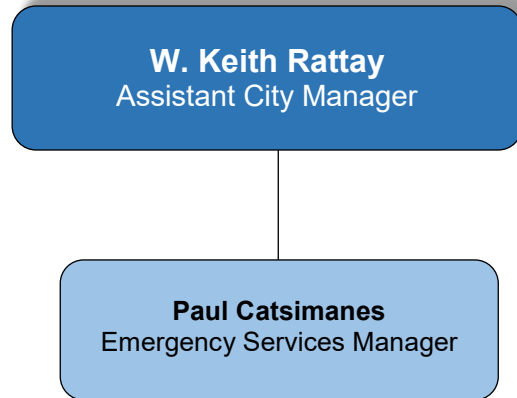 W. Keith Rattay
Assistant City Manager
Paul Catsimanes
Emergency Services Manager